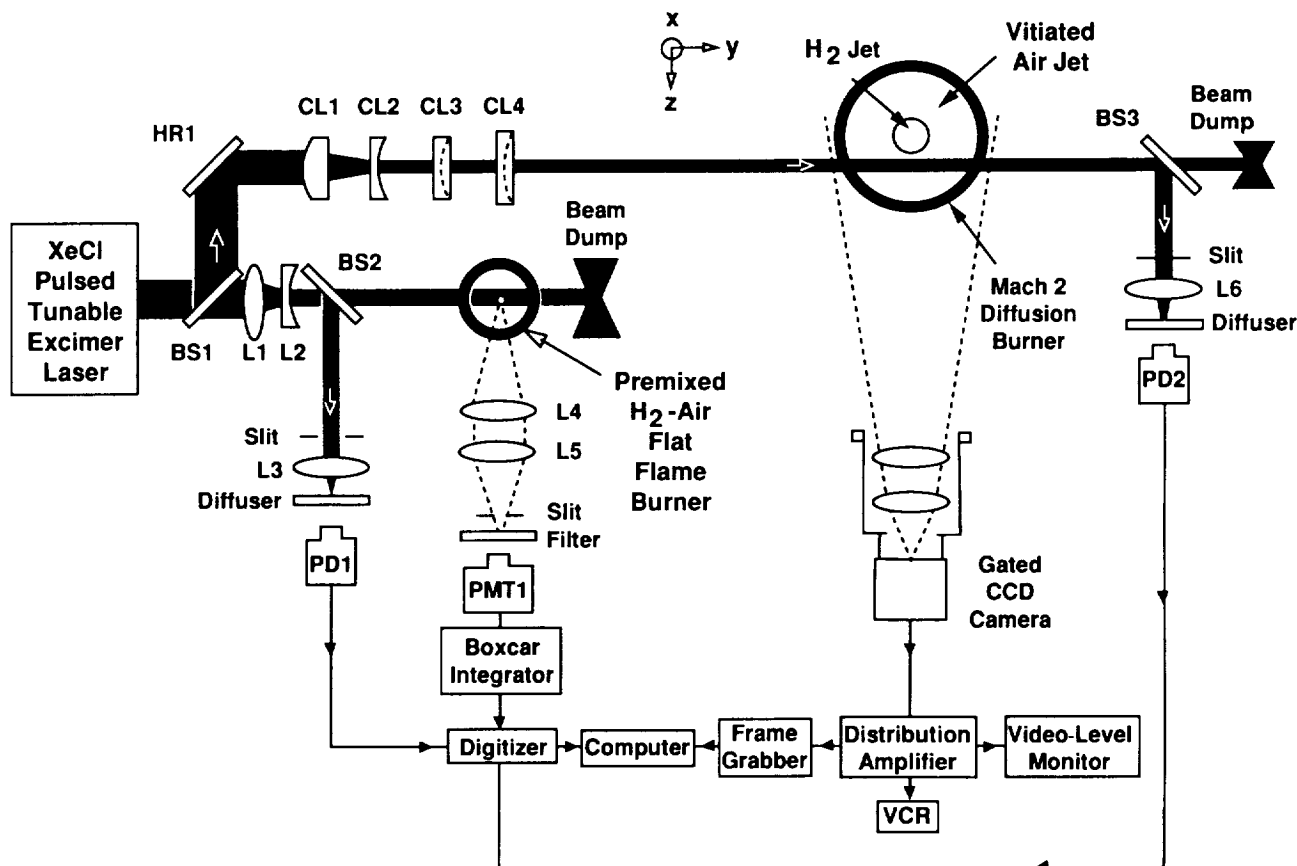 x
y
z
H2 Jet
Vitiated
Air Jet
CL1
CL2
CL3
CL4
HR1
BS3
Beam
Dump
XeCl
Pulsed
Tunable
Excimer
Laser
BS1
L1
L2
BS2
Beam
Dump
Mach 2
Diffusion
Burner
Slit
L6
Diffuser
PD2
Premixed
H2-Air
Flat
Flame
Burner
Slit
L3
Diffuser
L4
L5
Slit
Filter
PD1
PMT1
Gated
CCD
Camera
Boxcar
Integrator
Digitizer
Computer
Frame
Grabber
Distribution
Amplifier
Video-Level
Monitor
VCR